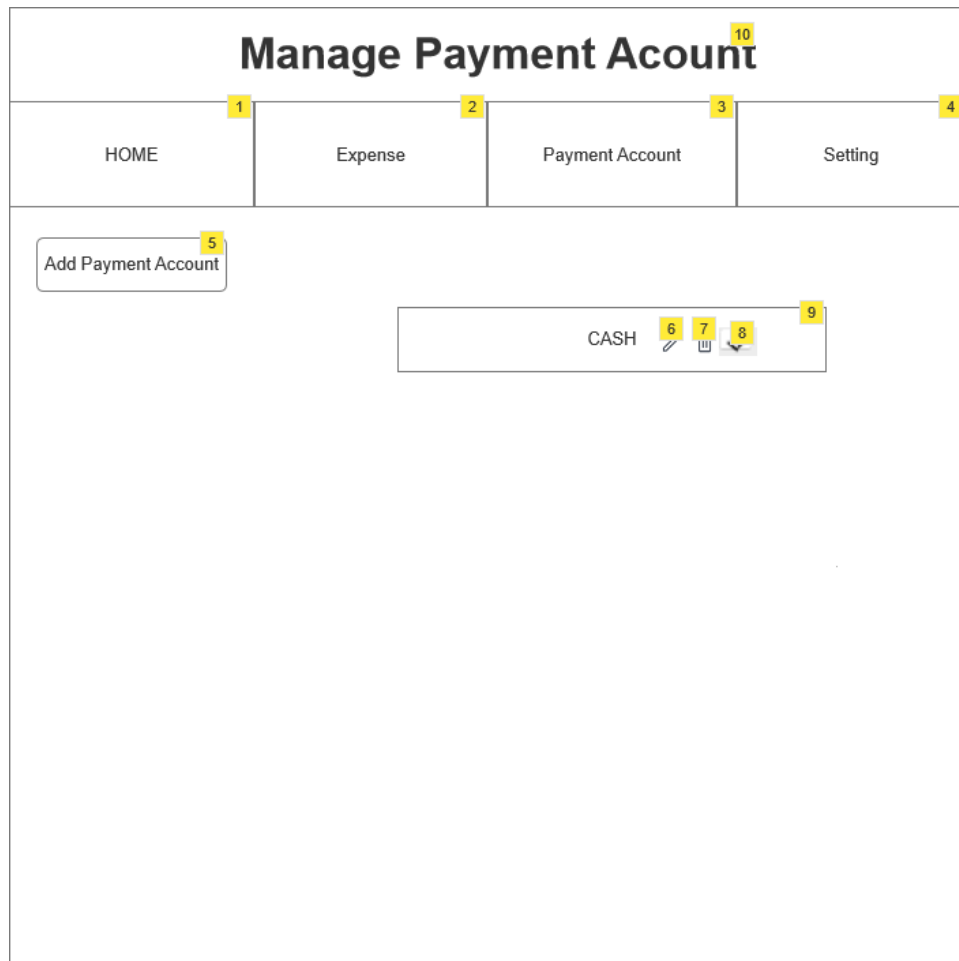 Manage Payment Acount
10
1
2
3
4
HOME
Expense
Payment Account
Setting
5
Add Payment Account
9
CASH
6
7
8